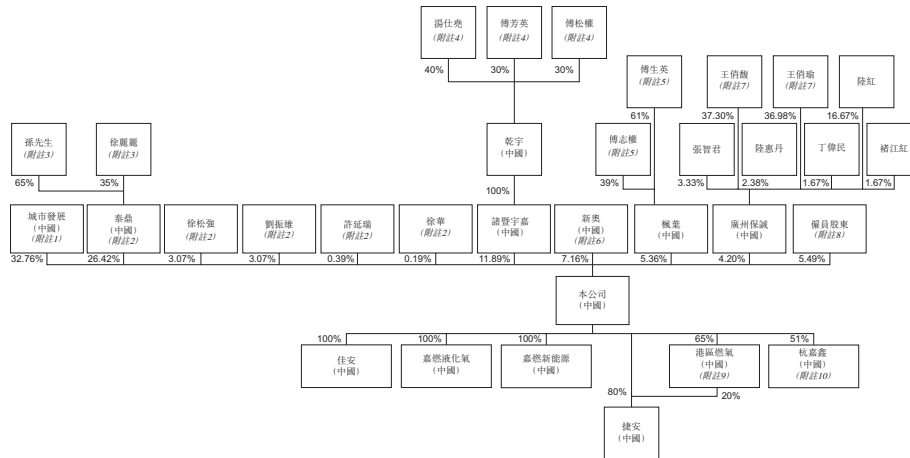 湯仕堯
(附註4)
傅芳英
(附註4)
傅松權
(附註4)
40%
30%
30%
傅生英
(附註5)
王俏馥
(附註7)
王俏瑜
(附註7)
陸紅
61%
37.30%
36.98%
16.67%
孫先生
(附註3)
徐麗麗
(附註3)
乾宇
(中國)
傅志權
(附註5)
張智君
陸惠丹
丁偉民
褚江紅
65%
35%
100%
39%
3.33%
2.38%
1.67%
1.67%
城市發展
(中國)
(附註1)
泰鼎
(中國)
(附註2)
徐松強
(附註2)
劉振雄
(附註2)
許延瑞
(附註2)
徐華
(附註2)
諸暨宇嘉
(中國)
新奧
(中國)
(附註6)
楓葉
(中國)
廣州保誠
(中國)
僱員股東
(附註8)
32.76%
26.42%
3.07%
3.07%
0.39%
0.19%
11.89%
7.16%
5.36%
4.20%
5.49%
本公司
(中國)
100%
100%
100%
65%
51%
佳安
(中國)
嘉燃液化氣
(中國)
嘉燃新能源
(中國)
港區燃氣
(中國)
(附註9)
杭嘉鑫
(中國)
(附註10)
80%
20%
捷安
(中國)